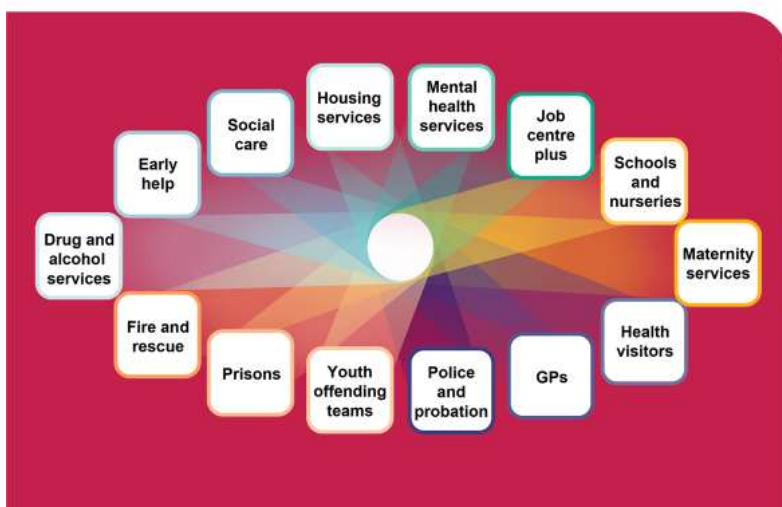 Housing
services
Mental
health
services
Social
care
Job
centre
plus
Early
help
Schools
and
nurseries
Drug and
alcohol
services
Maternity
services
Fire and
rescue
Health
visitors
Prisons
Youth
offending
teams
Police
and
probation
GPs